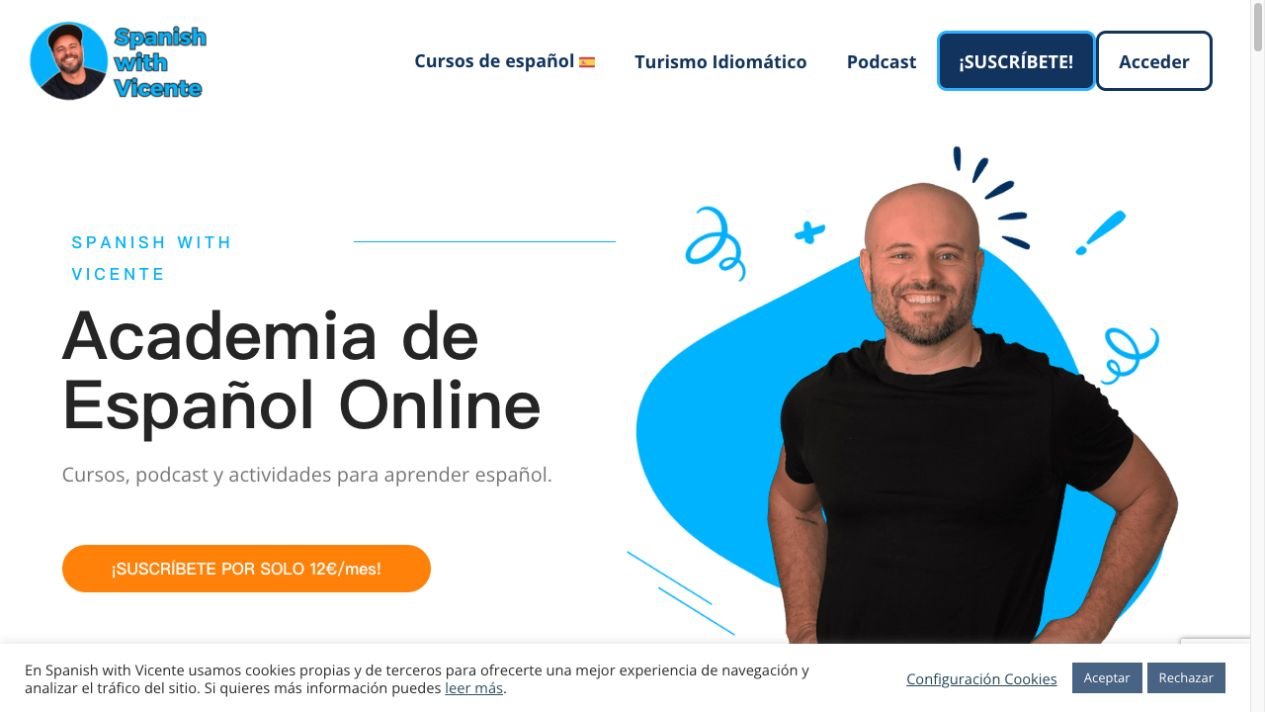 Spanish
with
Vicente
Cursos de español 🇪🇸
Turismo Idiomático
Podcast
¡SUSCRÍBETE!
Acceder
SPANISH WITH
VICENTE
Academia de
Español Online
Cursos, podcast y actividades para aprender español.
¡SUSCRÍBETE POR SOLO 12€/mes!
En Spanish with Vicente usamos cookies propias y de terceros para ofrecerte una mejor experiencia de navegación y
analizar el tráfico del sitio. Si quieres más información puedes leer más.
Configuración Cookies
Aceptar
Rechazar